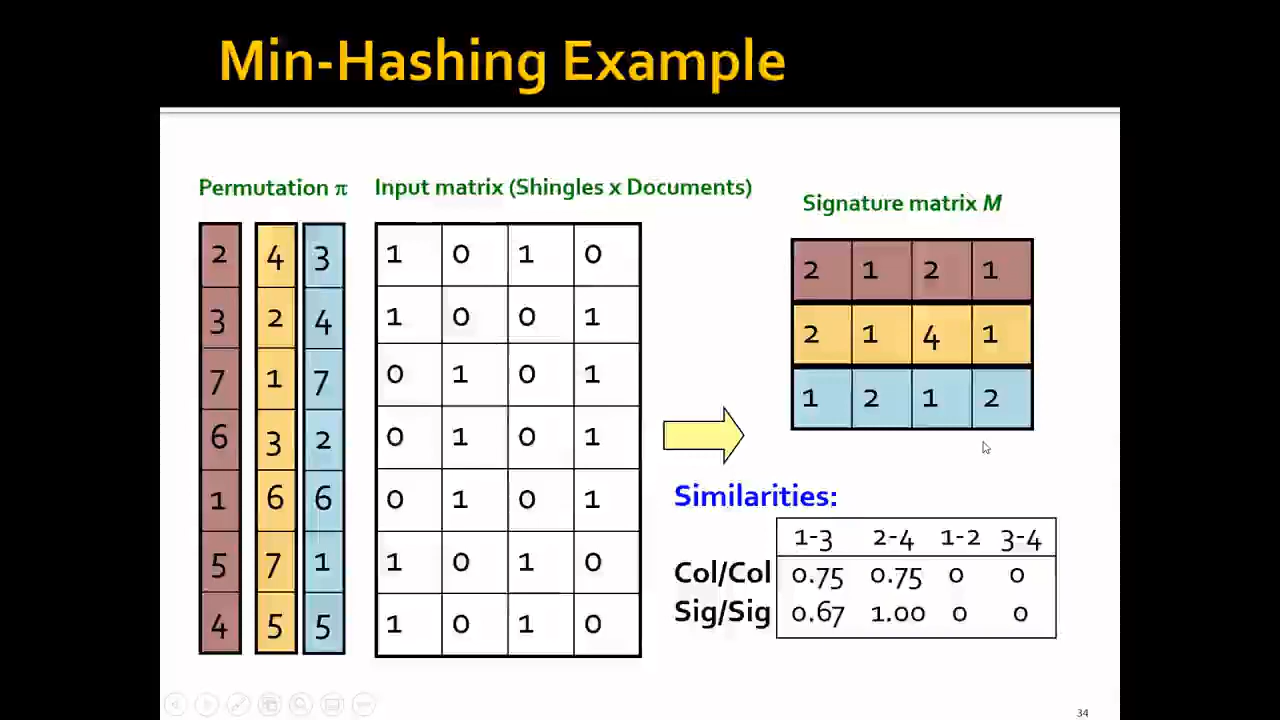 Min-Hashing Example
Permutation π
Input matrix (Shingles x Documents)
Signature matrix M
2 4 3 1 0 1 0
3 2 4 1 0 0 1
7 1 7 0 1 0 1
6 3 2 0 1 0 1
1 6 6 0 1 0 1
5 7 1 1 0 1 0
4 5 5 1 0 1 0
2 1 2 1
2 1 4 1
1 2 1 2
Similarities:
1-3 2-4 1-2 3-4
Col/Col 0.75 0.75 0 0
Sig/Sig 0.67 1.00 0 0
34